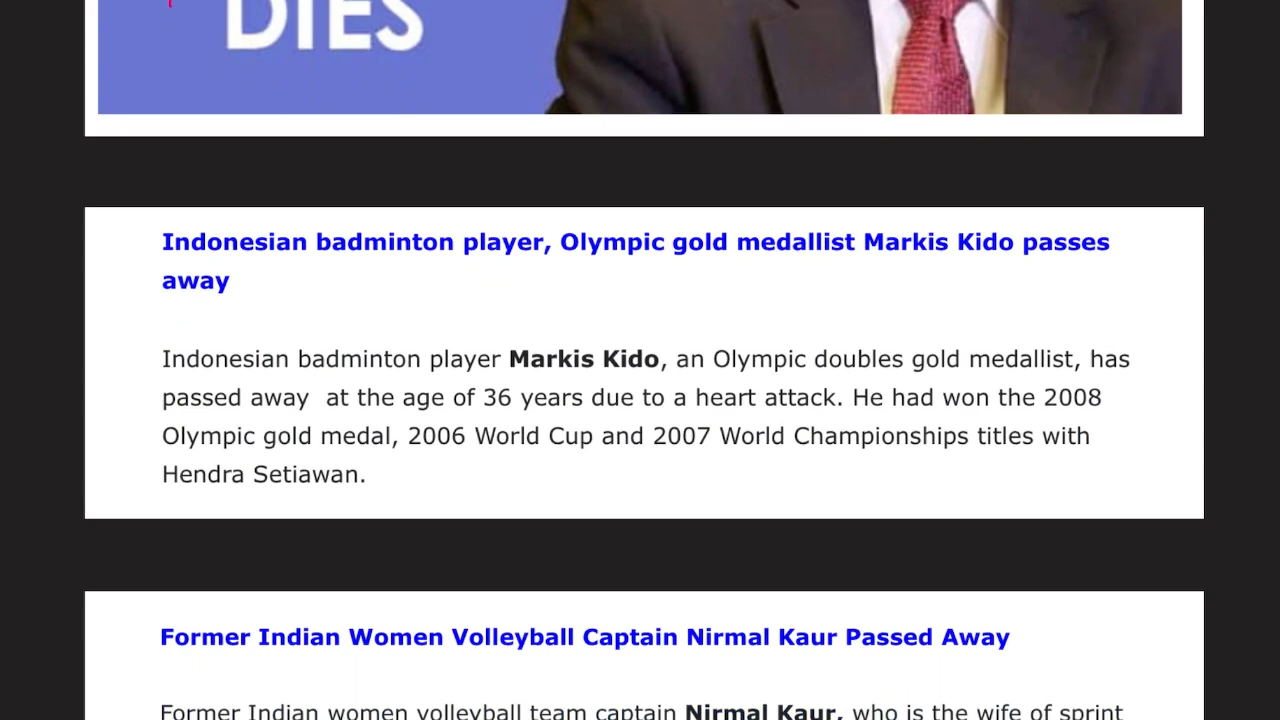 DIES
Indonesian badminton player, Olympic gold medallist Markis Kido passes
away
Indonesian badminton player Markis Kido, an Olympic doubles gold medallist, has
passed away  at the age of 36 years due to a heart attack. He had won the 2008
Olympic gold medal, 2006 World Cup and 2007 World Championships titles with
Hendra Setiawan.
Former Indian Women Volleyball Captain Nirmal Kaur Passed Away
Former Indian women volleyball team captain Nirmal Kaur, who is the wife of sprint